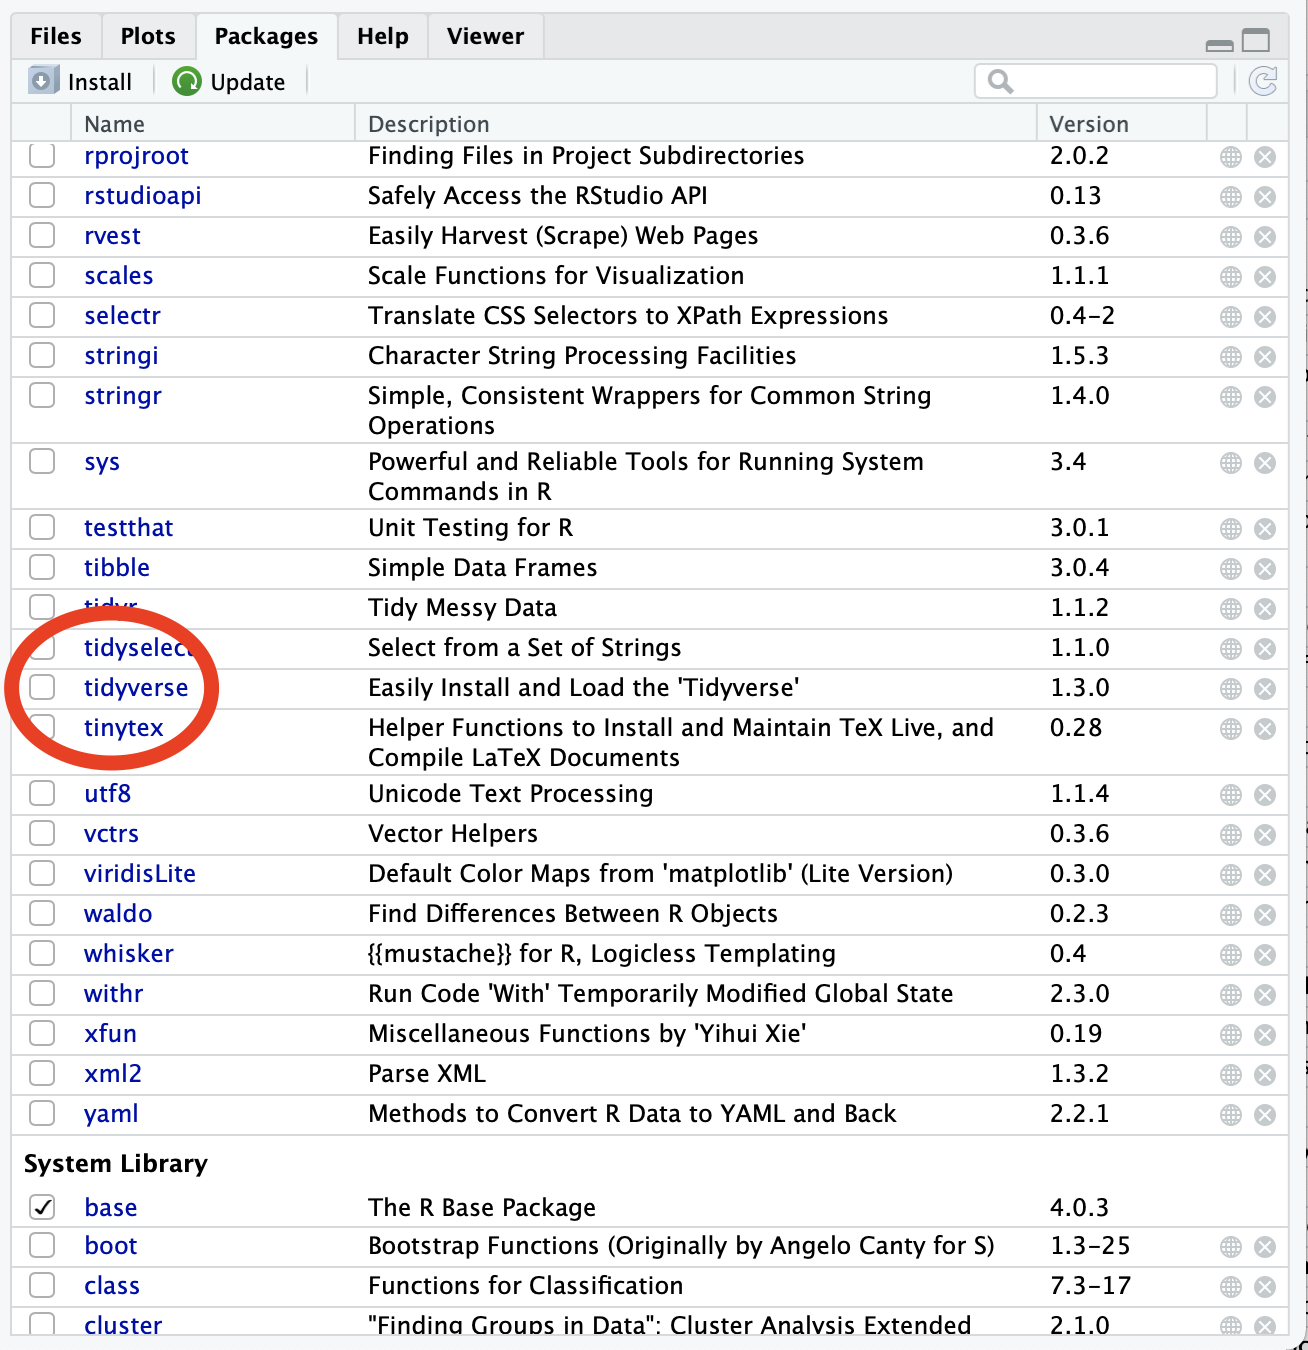 Files Plots Packages Help Viewer
Install Update
Name Description Version
rprojroot Finding Files in Project Subdirectories 2.0.2
rstudioapi Safely Access the RStudio API 0.13
rvest Easily Harvest (Scrape) Web Pages 0.3.6
scales Scale Functions for Visualization 1.1.1
selectr Translate CSS Selectors to XPath Expressions 0.4-2
stringi Character String Processing Facilities 1.5.3
stringr Simple, Consistent Wrappers for Common String 1.4.0
Operations
sys Powerful and Reliable Tools for Running System 3.4
Commands in R
testthat Unit Testing for R 3.0.1
tibble Simple Data Frames 3.0.4
tidyr Tidy Messy Data 1.1.2
tidyselect Select from a Set of Strings 1.1.0
tidyverse Easily Install and Load the 'Tidyverse' 1.3.0
tinytex Helper Functions to Install and Maintain TeX Live, and 0.28
Compile LaTeX Documents
utf8 Unicode Text Processing 1.1.4
vctrs Vector Helpers 0.3.6
viridisLite Default Color Maps from 'matplotlib' (Lite Version) 0.3.0
waldo Find Differences Between R Objects 0.2.3
whisker {{mustache}} for R, Logicless Templating 0.4
withr Run Code 'With' Temporarily Modified Global State 2.3.0
xfun Miscellaneous Functions by 'Yihui Xie' 0.19
xml2 Parse XML 1.3.2
yaml Methods to Convert R Data to YAML and Back 2.2.1
System Library
base The R Base Package 4.0.3
boot Bootstrap Functions (Originally by Angelo Canty for S) 1.3-25
class Functions for Classification 7.3-17
cluster "Finding Groups in Data": Cluster Analysis Extended 2.1.0